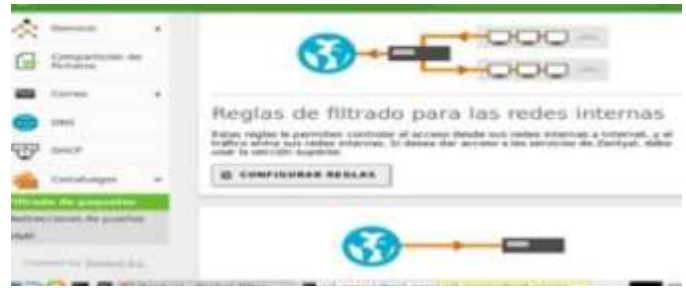 Dominio
Compartición de
ficheros
Correo
DNS
DHCP
Cortafuegos
Filtrado de paquetes
Redirecciones de puertos
SNAT
Reglas de filtrado para las redes internas
Estas reglas le permiten controlar el acceso desde sus redes internas a Internet, y el
tráfico entre sus redes internas. Si desea dar acceso a los servicios de Zentyal, debe
usar la sección superior.
CONFIGURAR REGLAS